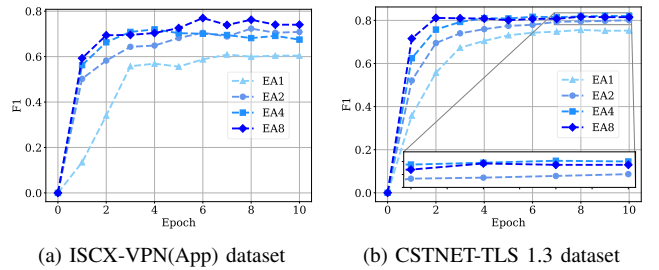 0.8
0.6
0.4
0.2
0.0
F1
0 2 4 6 8 10
Epoch
EA1
EA2
EA4
EA8
(a) ISCX-VPN(App) dataset
0.8
0.6
0.4
0.2
0.0
F1
0 2 4 6 8 10
Epoch
EA1
EA2
EA4
EA8
(b) CSTNET-TLS 1.3 dataset